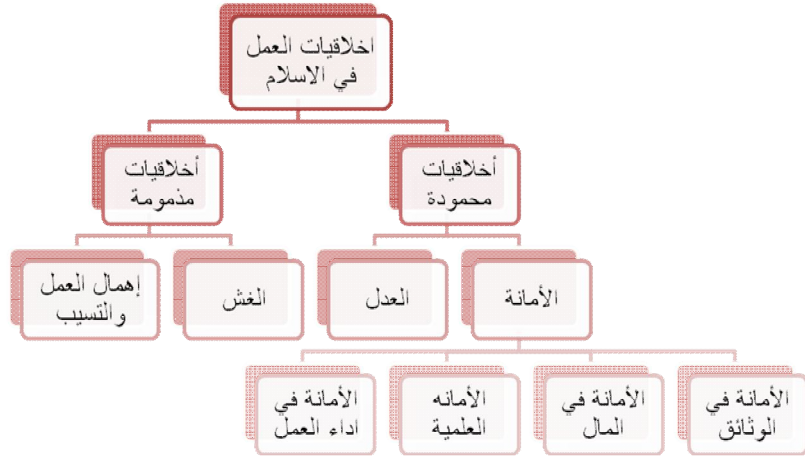 اخلاقيات العمل
في الاسلام
أخلاقيات
محمودة
أخلاقيات
مذمومة
الأمانة
العدل
الغش
إهمال العمل
والتسيب
الأمانة في
الوثائق
الأمانة في
المال
الأمانه
العلمية
الأمانة في
اداء العمل